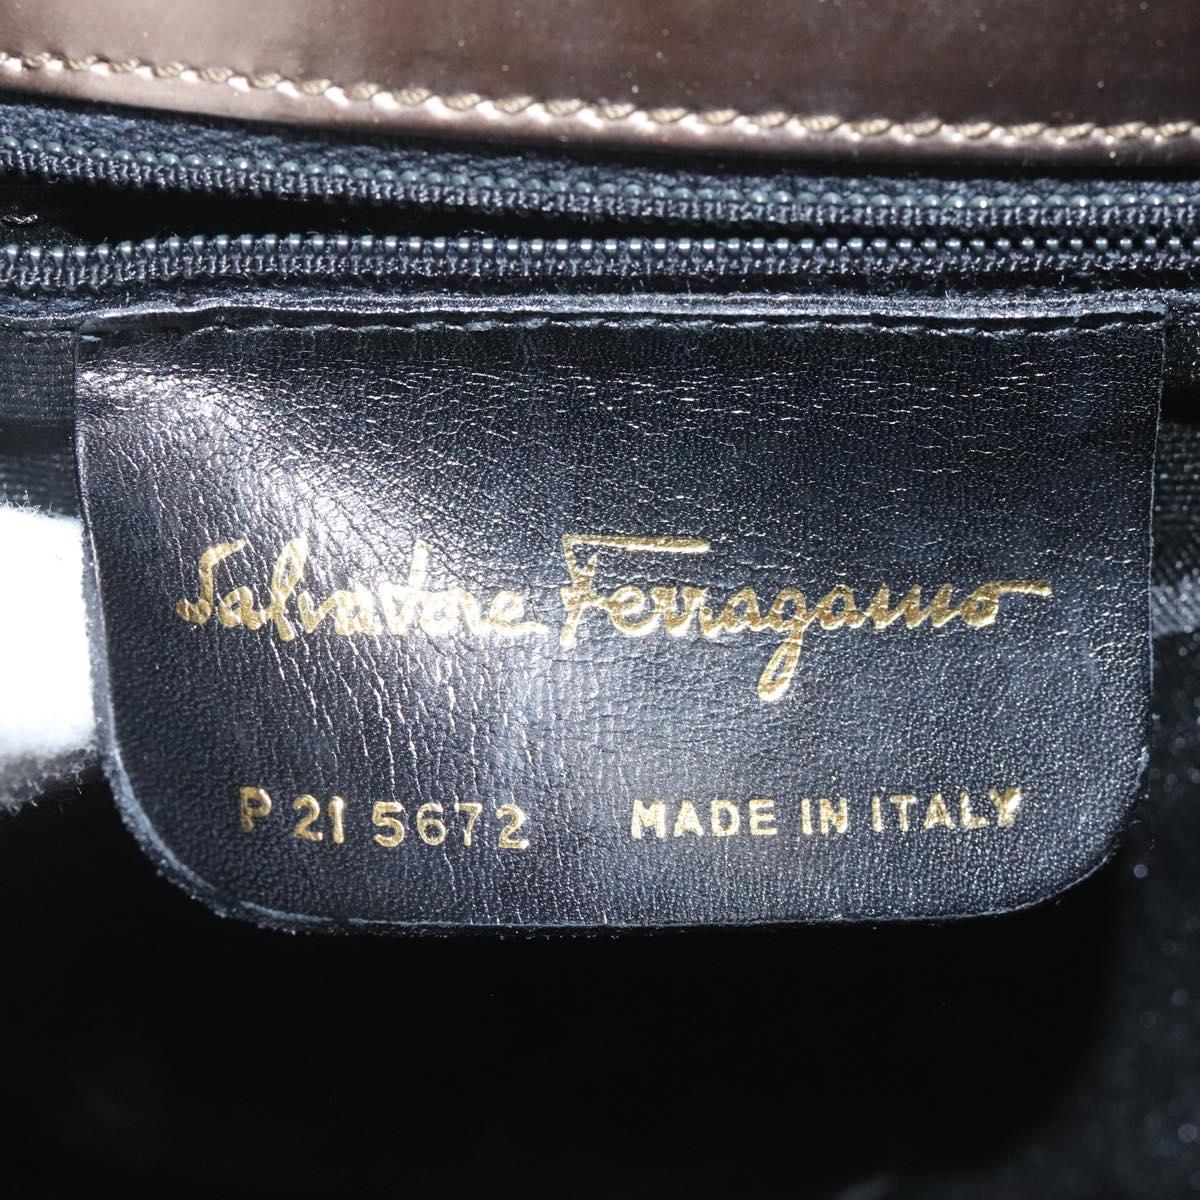 Salvatore Ferragamo
P 21 5672 MADE IN ITALY